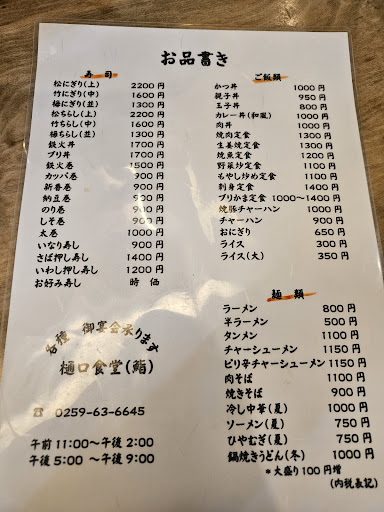 お品書き
寿司
松にぎり(上) 2200円
竹にぎり(中) 1600円
梅にぎり(並) 1300円
松ちらし(上) 2200円
竹ちらし(中) 1600円
梅ちらし(並) 1300円
鉄火丼 1700円
ブリ丼 1700円
鉄火巻 1500円
カッパ巻 900円
新香巻 900円
納豆巻 900円
のり巻 900円
しそ巻 900円
太巻 1000円
いなり寿し 900円
さば押し寿し 1400円
いわし押し寿し 1200円
お好み寿し 時価
各種 御宴会承ります
樋口食堂(鮨)
☎ 0259-63-6645
午前 11:00〜午後 2:00
午後 5:00 〜午後 9:00
ご飯類
かつ丼 1000円
親子丼 950円
玉子丼 800円
カレー丼(和風) 1000円
肉丼 1000円
焼肉定食 1300円
生姜焼定食 1300円
焼魚定食 1200円
野菜炒め定食 1100円
もやし炒め定食 1100円
刺身定食 1400円
ブリかま定食 1000〜1400円
焼豚チャーハン 1000円
チャーハン 900円
おにぎり 650円
ライス 300円
ライス(大) 350円
麺類
ラーメン 800円
半ラーメン 500円
タンメン 1100円
チャーシューメン 1150円
ピリ辛チャーシューメン 1150円
肉そば 1100円
焼きそば 900円
冷し中華(夏) 1000円
ソーメン(夏) 750円
ひやむぎ(夏) 750円
鍋焼きうどん(冬) 1000円
*大盛り100円増
(内税表記)